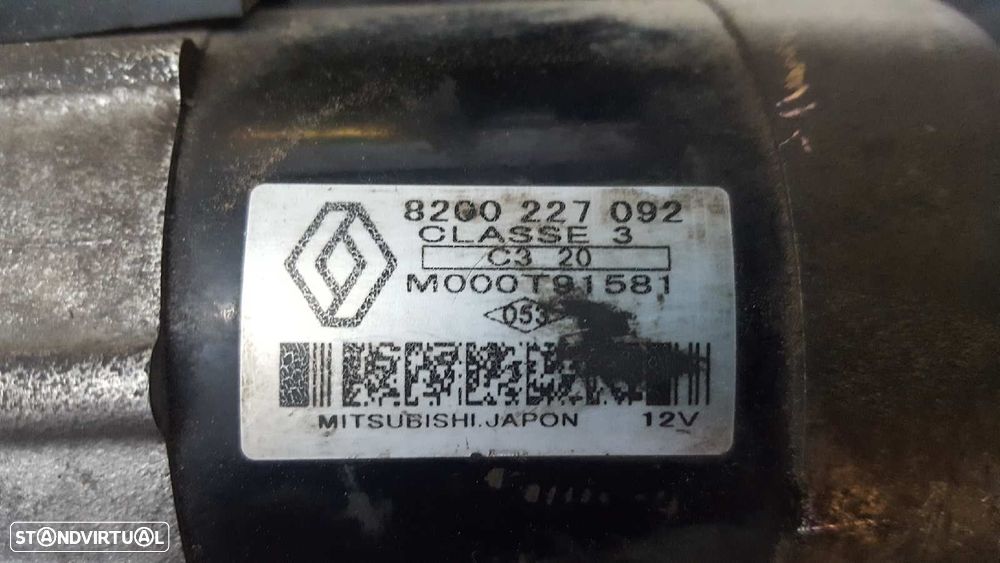 8200 227 092
CLASSE 3
C3 20
M000T91581
053
MITSUBISHI.JAPON 12V
STANDVIRTUAL